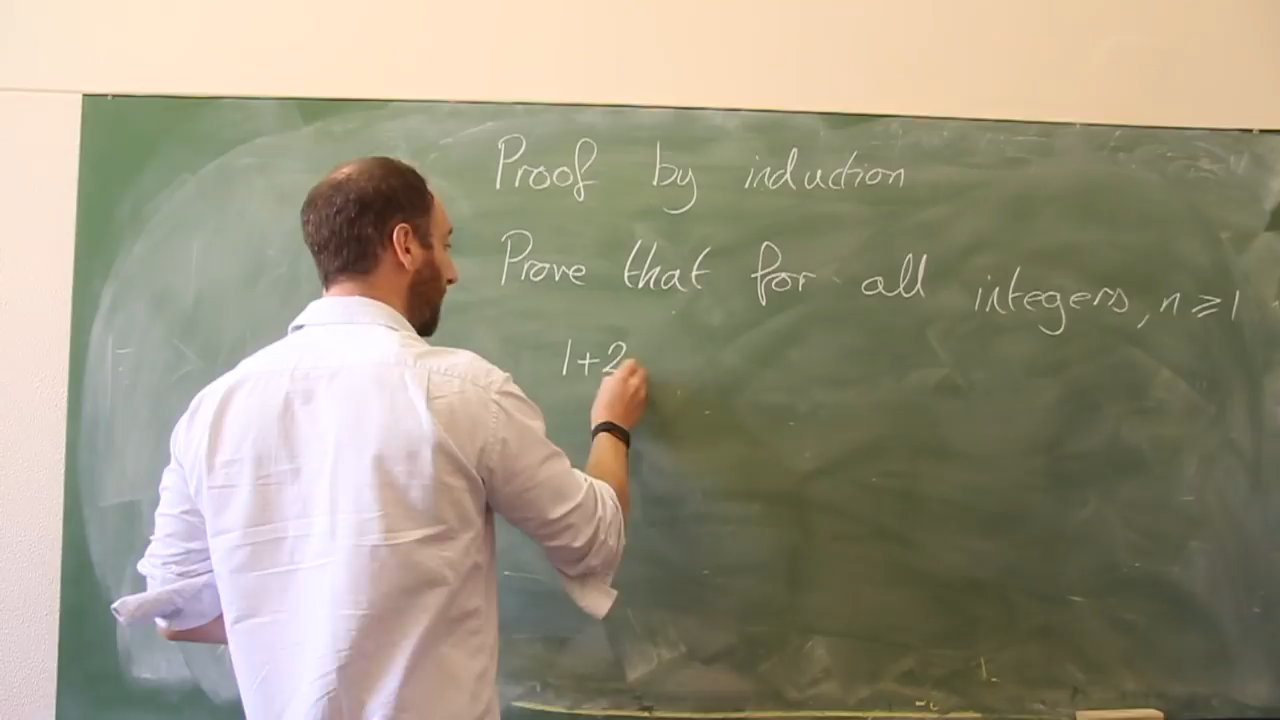 Proof by induction
Prove that for all integers, n ⩾ 1
1+2